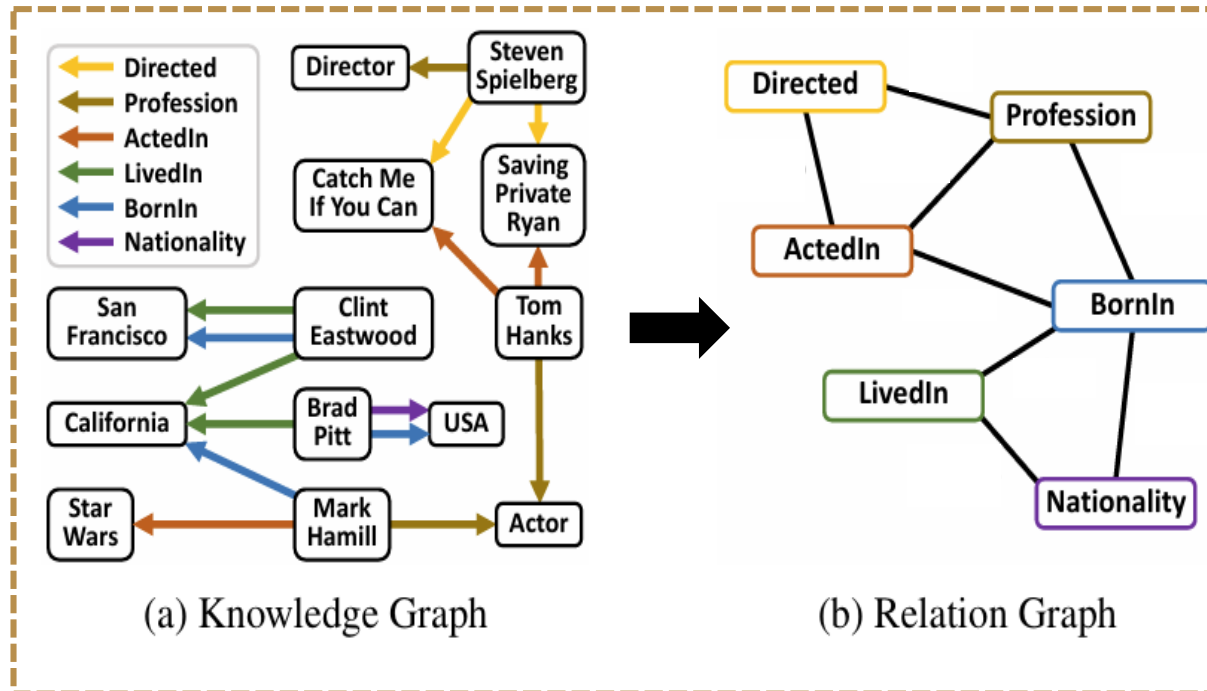 Directed
Profession
ActedIn
LivedIn
BornIn
Nationality
Director
Steven
Spielberg
Catch Me
If You Can
Saving
Private
Ryan
San
Francisco
Clint
Eastwood
Tom
Hanks
California
Brad
Pitt
USA
Star
Wars
Mark
Hamill
Actor
(a) Knowledge Graph
Directed
Profession
ActedIn
BornIn
LivedIn
Nationality
(b) Relation Graph